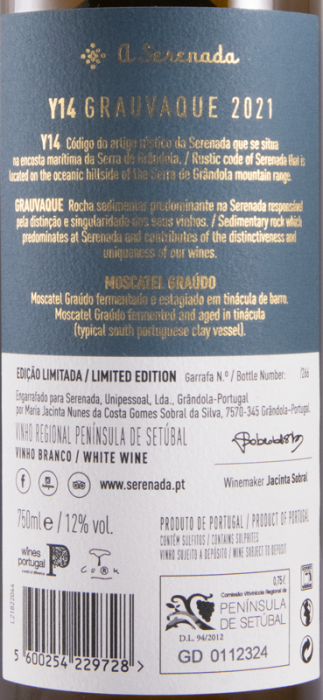 A Serenada
Y14 GRAUVAQUE 2021
Y14 Código do artigo rústico da Serenada que se situa
na encosta marítima da Serra de Grândola. / Rustic code of Serenada that is
located on the oceanic hillside of the Serra de Grândola mountain range.
GRAUVAQUE Rocha sedimentar predominante na Serenada responsável
pela distinção e singularidade dos seus vinhos. / Sedimentary rock which
predominates at Serenada and contributes of the distinctiveness and
uniqueness of our wines.
MOSCATEL GRAÚDO
Moscatel Graúdo fermentado e estagiado em tinácula de barro.
Moscatel Graúdo fermented and aged in tinácula
(typical south portuguese clay vessel).
EDIÇÃO LIMITADA / LIMITED EDITION Garrafa N.º / Bottle Number: /266
Engarrafado para Serenada, Unipessoal, Lda., Grândola-Portugal
por Maria Jacinta Nunes da Costa Gomes Sobral da Silva, 7570-345 Grândola-Portugal.
VINHO REGIONAL PENÍNSULA DE SETÚBAL
VINHO BRANCO / WHITE WINE
www.serenada.pt
Winemaker Jacinta Sobral
750ml e / 12% vol.
PRODUTO DE PORTUGAL / PRODUCT OF PORTUGAL
CONTÉM SULFITOS / CONTAINS SULPHITES
VINHO SUJEITO A DEPÓSITO / WINE SUBJECT TO DEPOSIT
wines
portugal
L21822044
5 600254 229728 >
0,75 ℓ
Comissão Vitivinícola Regional da
PENÍNSULA
DE SETÚBAL
D.L. 94/2012
GD 0112324